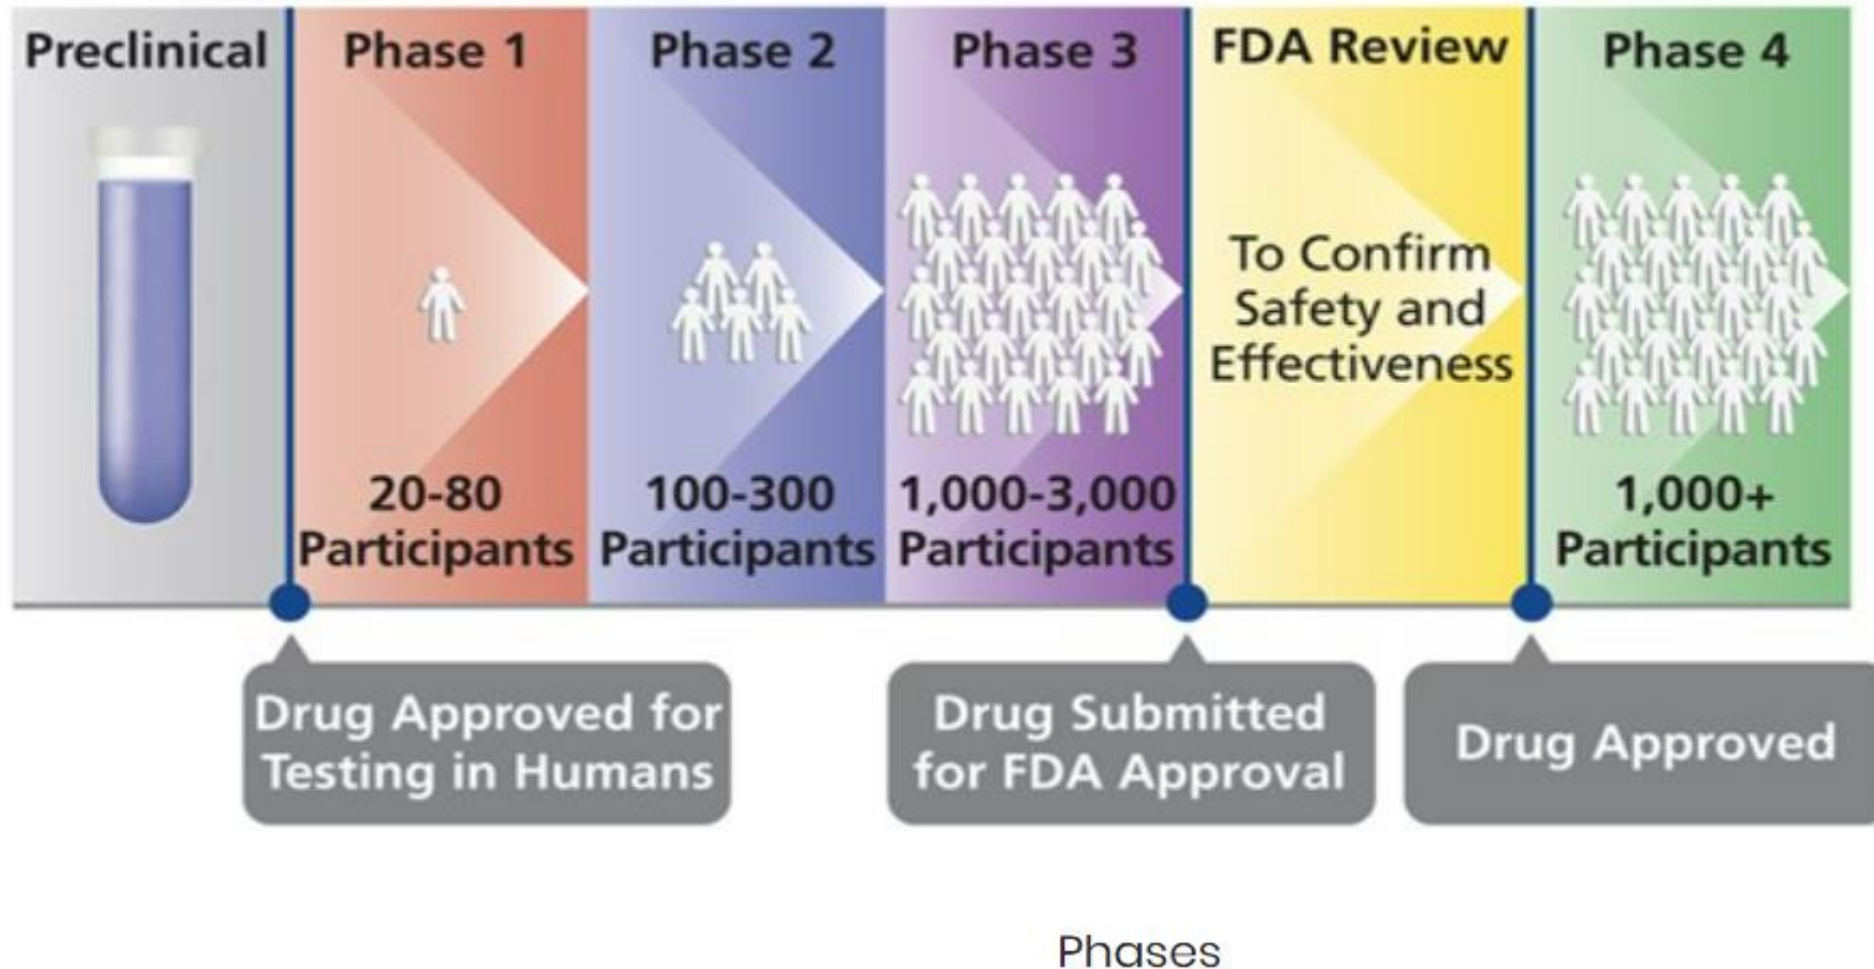 Preclinical
Phase 1
Phase 2
Phase 3
FDA Review
Phase 4
To Confirm
Safety and
Effectiveness
20-80
Participants
100-300
Participants
1,000-3,000
Participants
1,000+
Participants
Drug Approved for
Testing in Humans
Drug Submitted
for FDA Approval
Drug Approved
Phases